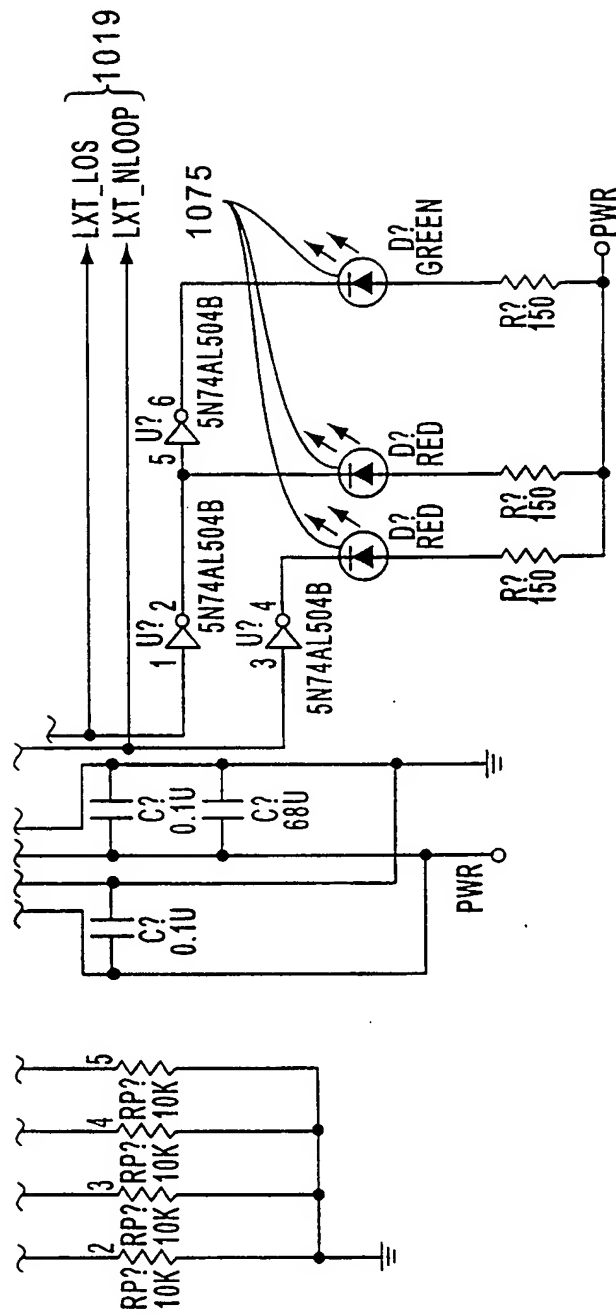 LXT_LOS
LXT_NLOOP
1019
1075
U?
1
2
5N74AL504B
U?
5
6
5N74AL504B
U?
3
4
5N74AL504B
D?
RED
D?
RED
D?
GREEN
R?
150
R?
150
R?
150
PWR
C?
0.1U
C?
0.1U
C?
68U
PWR
2
RP?
10K
3
RP?
10K
4
RP?
10K
5
RP?
10K